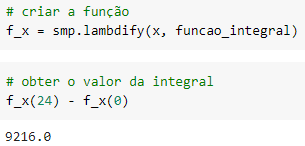 # criar a função
f_x = smp.lambdify(x, funcao_integral)
# obter o valor da integral
f_x(24) - f_x(0)
9216.0